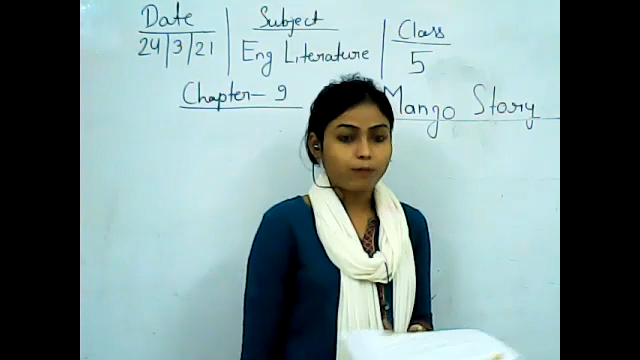 Date Subject Class
24|3|21 Eng Literature 5
Chapter- 9 Mango Story